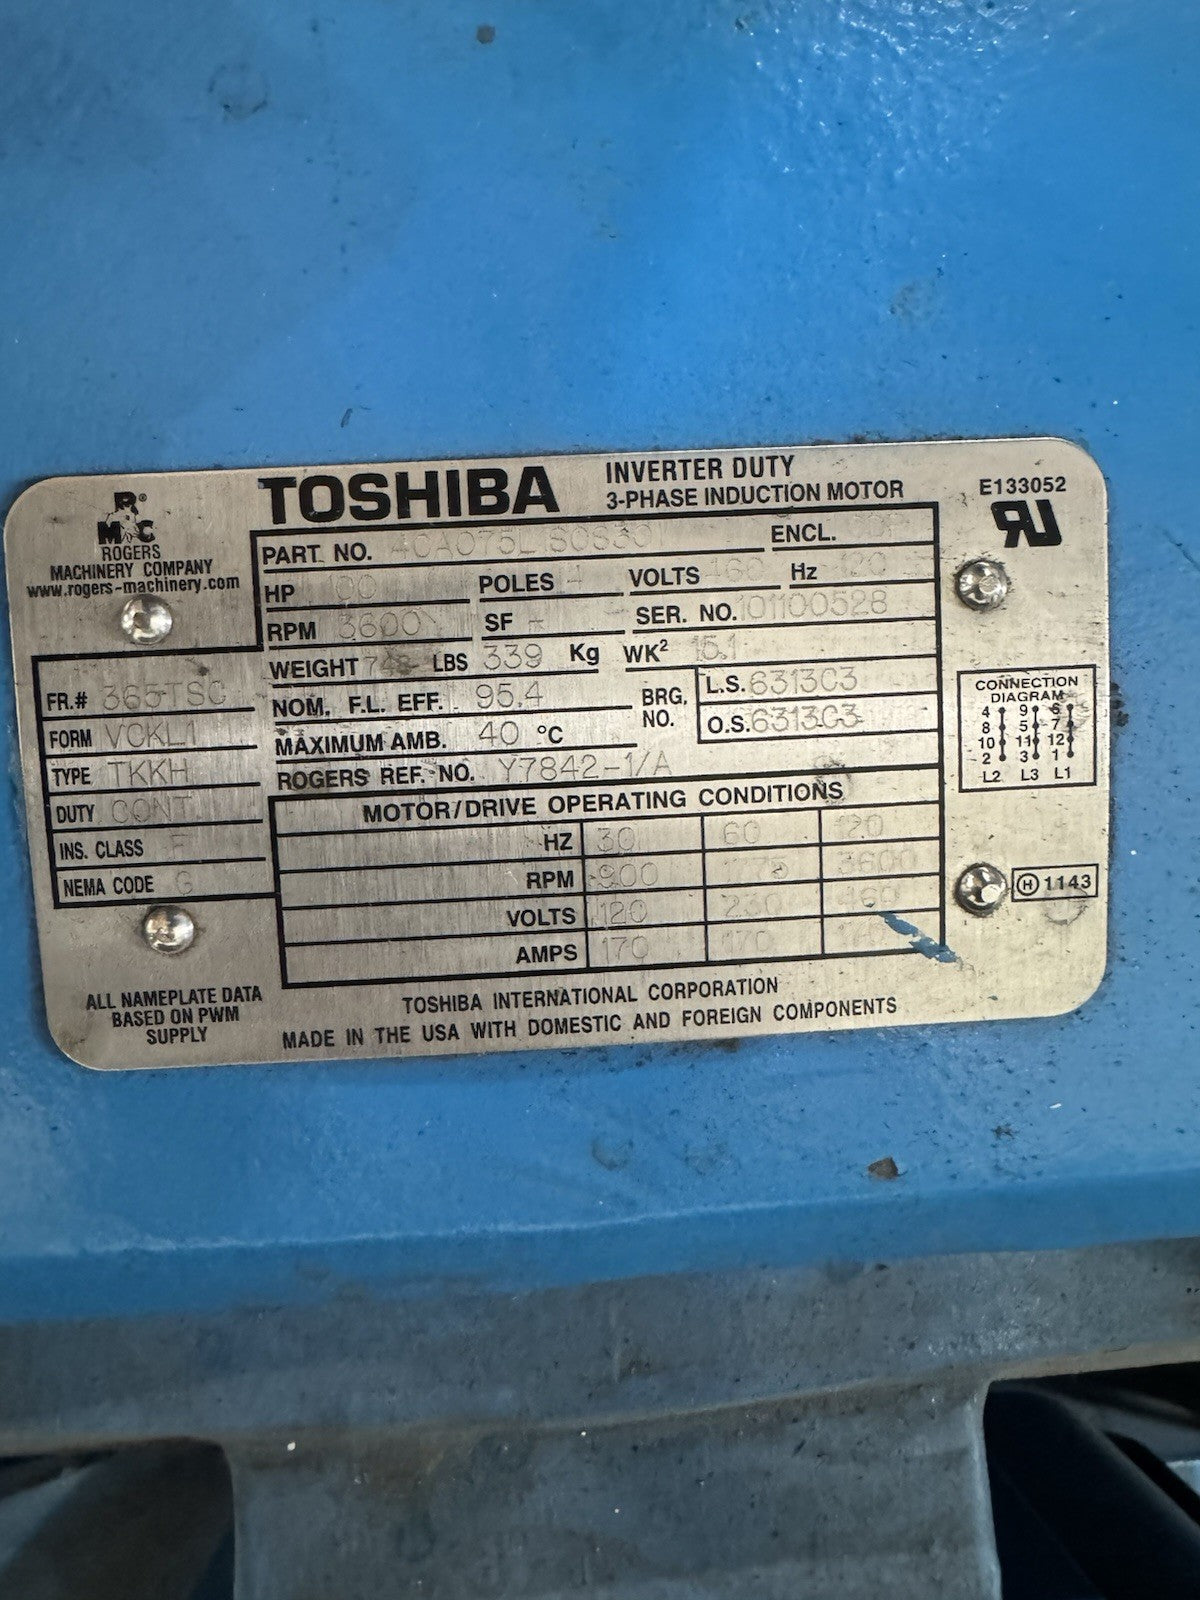 R®
M&C
ROGERS
MACHINERY COMPANY
www.rogers-machinery.com
TOSHIBA
INVERTER DUTY
3-PHASE INDUCTION MOTOR
E133052
PART NO. ENCL.
HP 100 POLES 4 VOLTS 460 Hz 120
RPM 3600 SF SER. NO. 101100528
WEIGHT 748 LBS 339 Kg WK² 15.1
FR.# 365TSC
FORM VCKL1
TYPE TKKH
DUTY CONT.
INS. CLASS F
NEMA CODE G
NOM. F.L. EFF. 95.4
MAXIMUM AMB. 40 °C
BRG. NO. L.S. 6313C3
O.S. 6313C3
ROGERS REF. NO. Y7842-1/A
MOTOR/DRIVE OPERATING CONDITIONS
HZ 30 60 120
RPM 900 1775 3600
VOLTS 120 230 460
AMPS 170 170
CONNECTION
DIAGRAM
4 9 6
8 5 7
10 11 12
2 3 1
L2 L3 L1
H 1143
ALL NAMEPLATE DATA
BASED ON PWM
SUPPLY
TOSHIBA INTERNATIONAL CORPORATION
MADE IN THE USA WITH DOMESTIC AND FOREIGN COMPONENTS